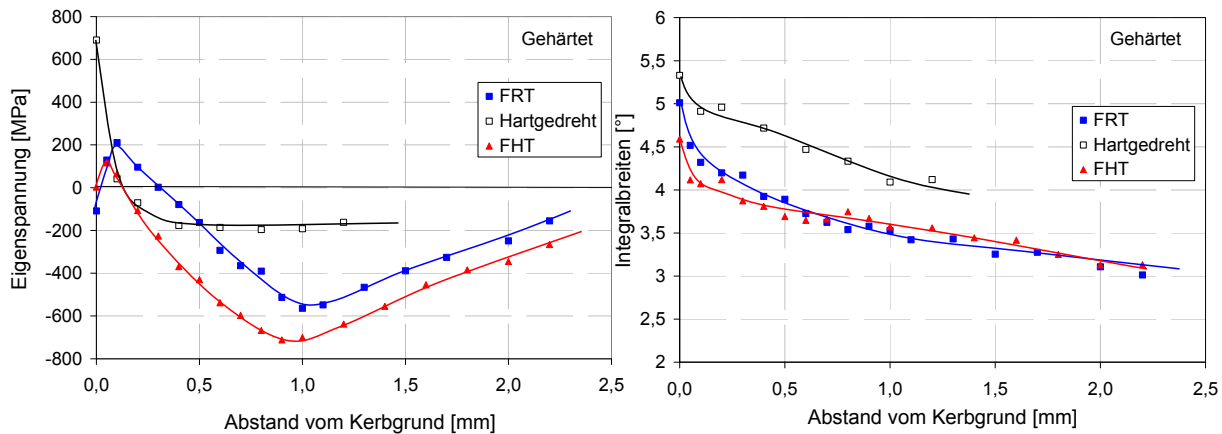 Eigenspannung [MPa]
800
600
400
200
0
-200
-400
-600
-800
Gehärtet
FRT
Hartgedreht
FHT
0,0
0,5
1,0
1,5
2,0
2,5
Abstand vom Kerbgrund [mm]
Integralbreiten [°]
6
5,5
5
4,5
4
3,5
3
2,5
2
Gehärtet
FRT
Hartgedreht
FHT
0,0
0,5
1,0
1,5
2,0
2,5
Abstand vom Kerbgrund [mm]